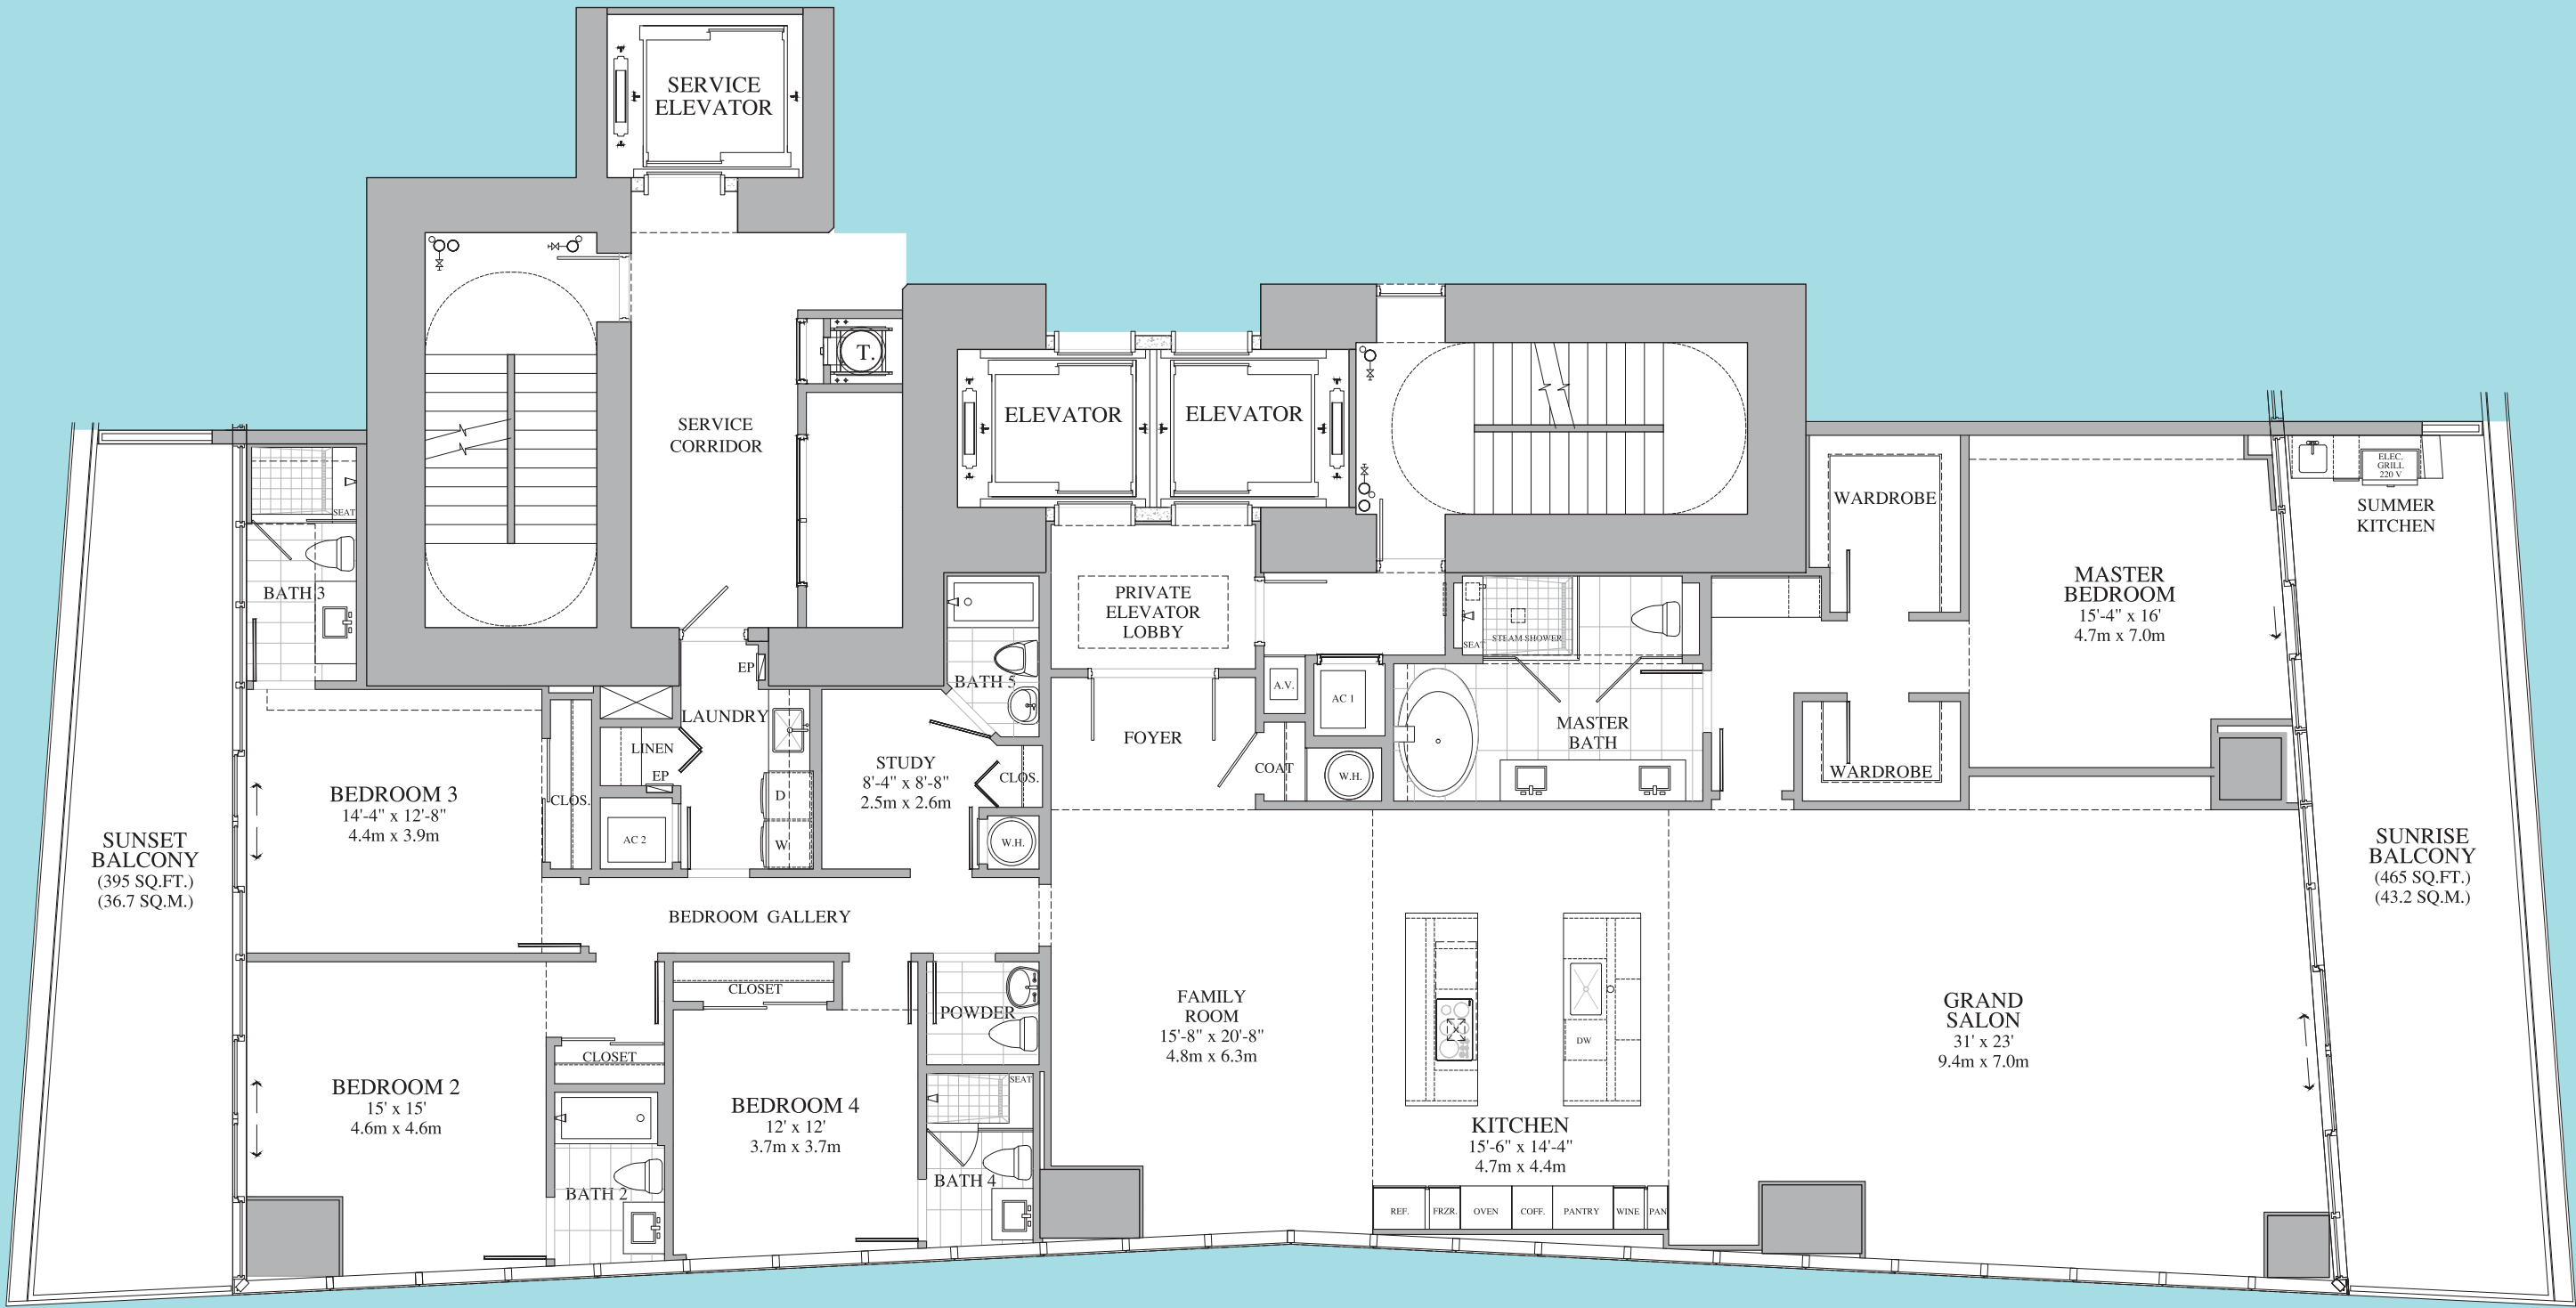 SERVICE
ELEVATOR
T.
SERVICE
CORRIDOR
ELEVATOR
ELEVATOR
SEAT
BATH 3
PRIVATE
ELEVATOR
LOBBY
SEAT
STEAM SHOWER
WARDROBE
MASTER
BEDROOM
15'-4" x 16'
4.7m x 7.0m
ELEC.
GRILL
220 V
SUMMER
KITCHEN
EP
LAUNDRY
LINEN
EP
BATH 5
STUDY
8'-4" x 8'-8"
2.5m x 2.6m
CLOS.
FOYER
A.V.
AC 1
COAT
W.H.
MASTER
BATH
WARDROBE
BEDROOM 3
14'-4" x 12'-8"
4.4m x 3.9m
CLOS.
AC 2
D
W
W.H.
SUNSET
BALCONY
(395 SQ.FT.)
(36.7 SQ.M.)
SUNRISE
BALCONY
(465 SQ.FT.)
(43.2 SQ.M.)
BEDROOM GALLERY
CLOSET
POWDER
FAMILY
ROOM
15'-8" x 20'-8"
4.8m x 6.3m
DW
GRAND
SALON
31' x 23'
9.4m x 7.0m
CLOSET
BEDROOM 2
15' x 15'
4.6m x 4.6m
BEDROOM 4
12' x 12'
3.7m x 3.7m
SEAT
KITCHEN
15'-6" x 14'-4"
4.7m x 4.4m
BATH 2
BATH 4
REF.
FRZR.
OVEN
COFF.
PANTRY
WINE
PAN